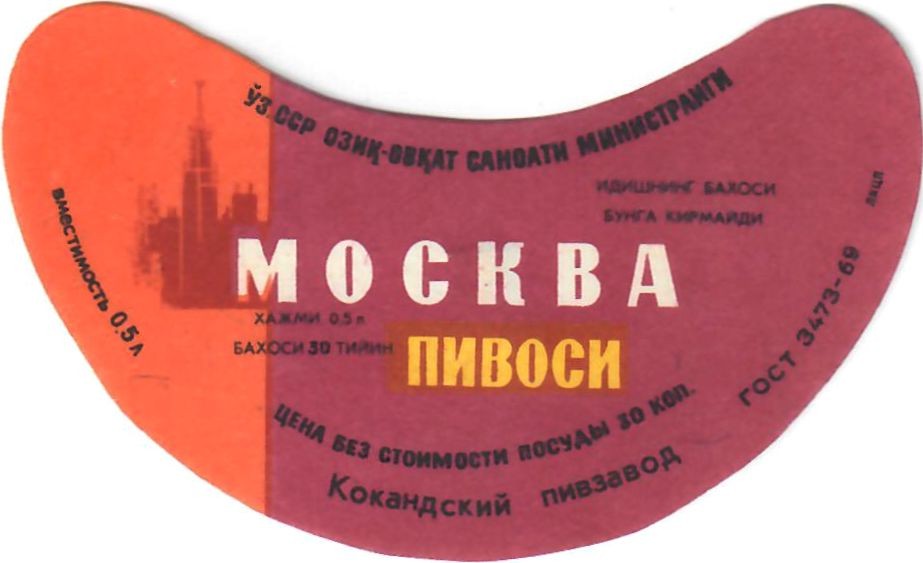 ЎЗ ССР ОЗИҚ-ОВҚАТ САНОАТИ МИНИСТРЛИГИ
ИДИШНИНГ БАХОСИ
БУНГА КИРМАЙДИ
вместимость 0,5 л
МОСКВА
ХАЖМИ 0,5 л
БАХОСИ 30 ТИЙИН
ПИВОСИ
ЦЕНА БЕЗ СТОИМОСТИ ПОСУДЫ 30 КОП.
Кокандский пивзавод
ГОСТ 3473-69